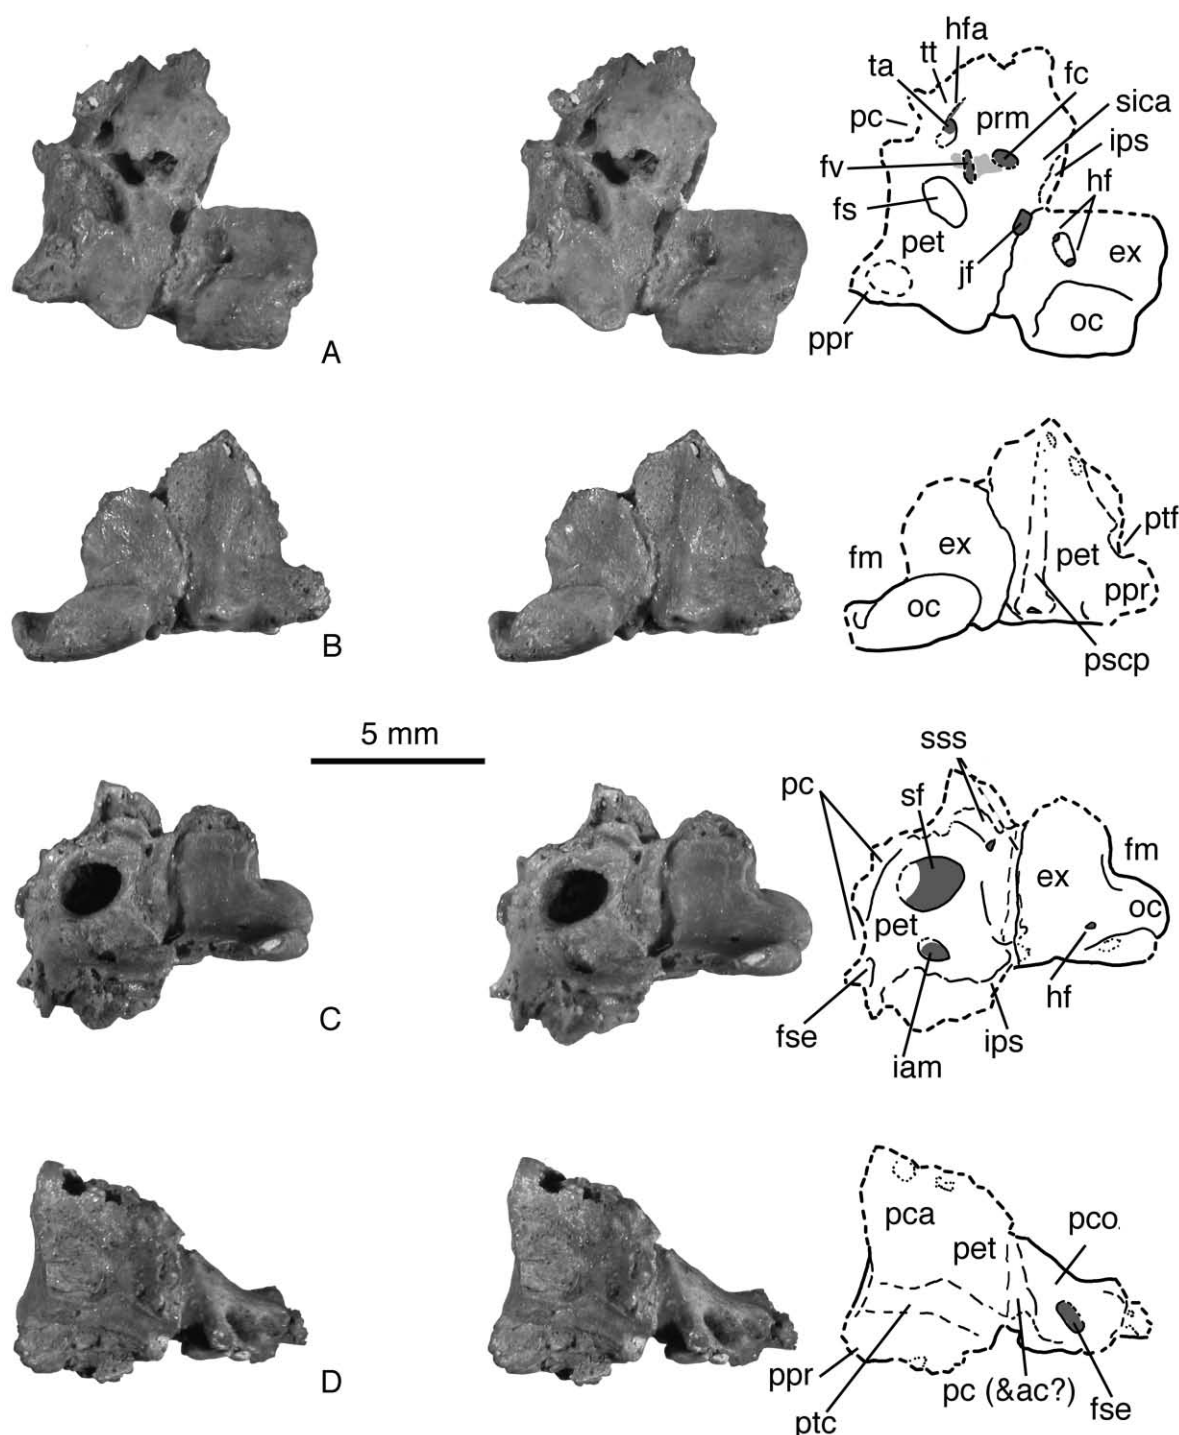 hfa
tt
ta
fc
pc
prm
sica
ips
fv
hf
fs
pet
ex
jf
oc
ppr
A
ptf
fm
ex
pet
oc
ppr
B
pscp
5 mm
sss
pc
sf
fm
ex
oc
pet
C
hf
fse
ips
iam
pca
pco
pet
D
ppr
pc (&ac?)
fse
ptc